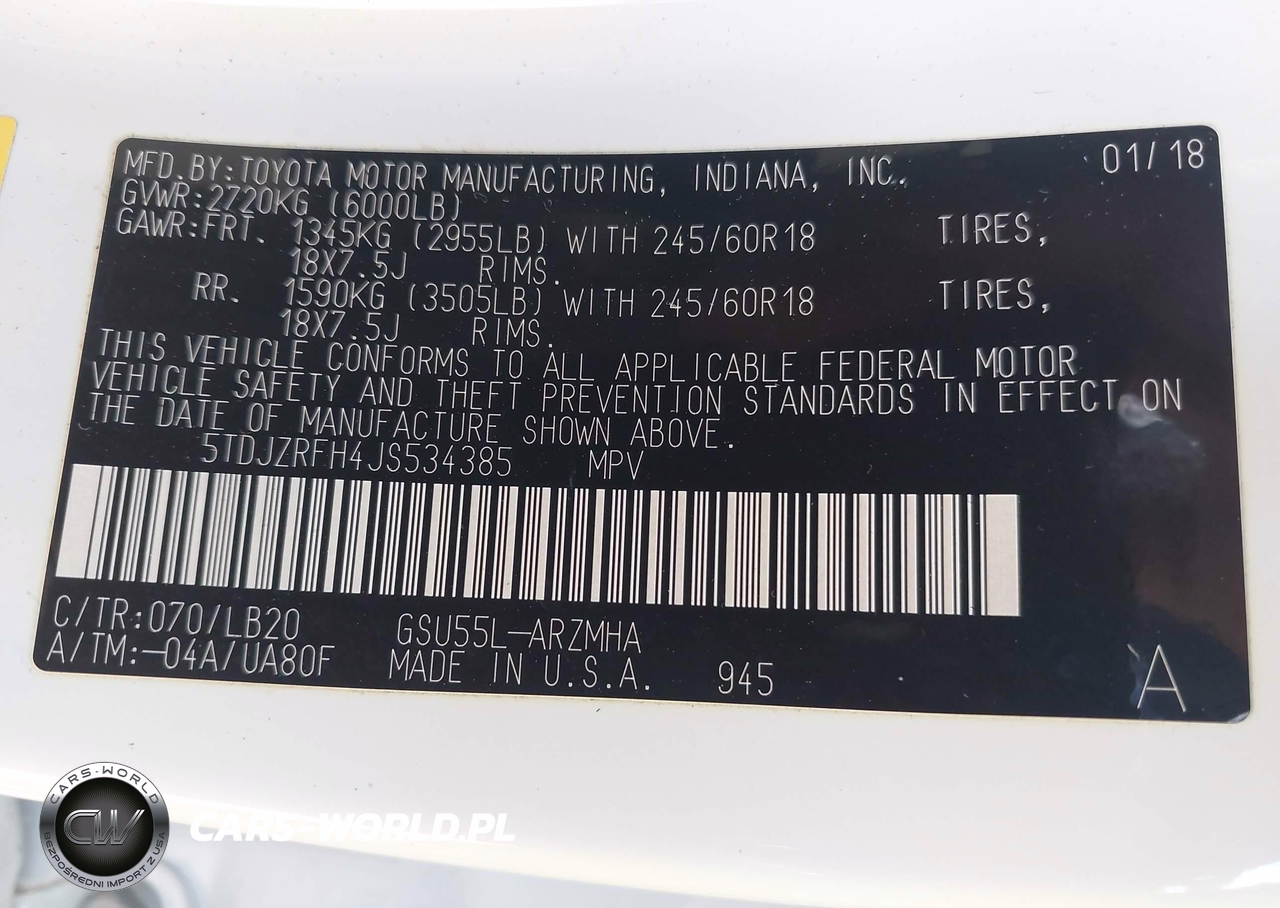 MFD.BY:TOYOTA MOTOR MANUFACTURING, INDIANA, INC. 01/18
GVWR:2720KG (6000LB)
GAWR:FRT. 1345KG (2955LB) WITH 245/60R18 TIRES,
18X7.5J RIMS.
RR. 1590KG (3505LB) WITH 245/60R18 TIRES,
18X7.5J RIMS.
THIS VEHICLE CONFORMS TO ALL APPLICABLE FEDERAL MOTOR
VEHICLE SAFETY AND THEFT PREVENTION STANDARDS IN EFFECT ON
THE DATE OF MANUFACTURE SHOWN ABOVE.
5TDJZRFH4JS534385 MPV
C/TR:070/LB20 GSU55L-ARZMHA
A/TM:-04A/UA80F MADE IN U.S.A. 945 A
CARS-WORLD
CW
BEZPOŚREDNI IMPORT Z USA
CARS-WORLD.PL